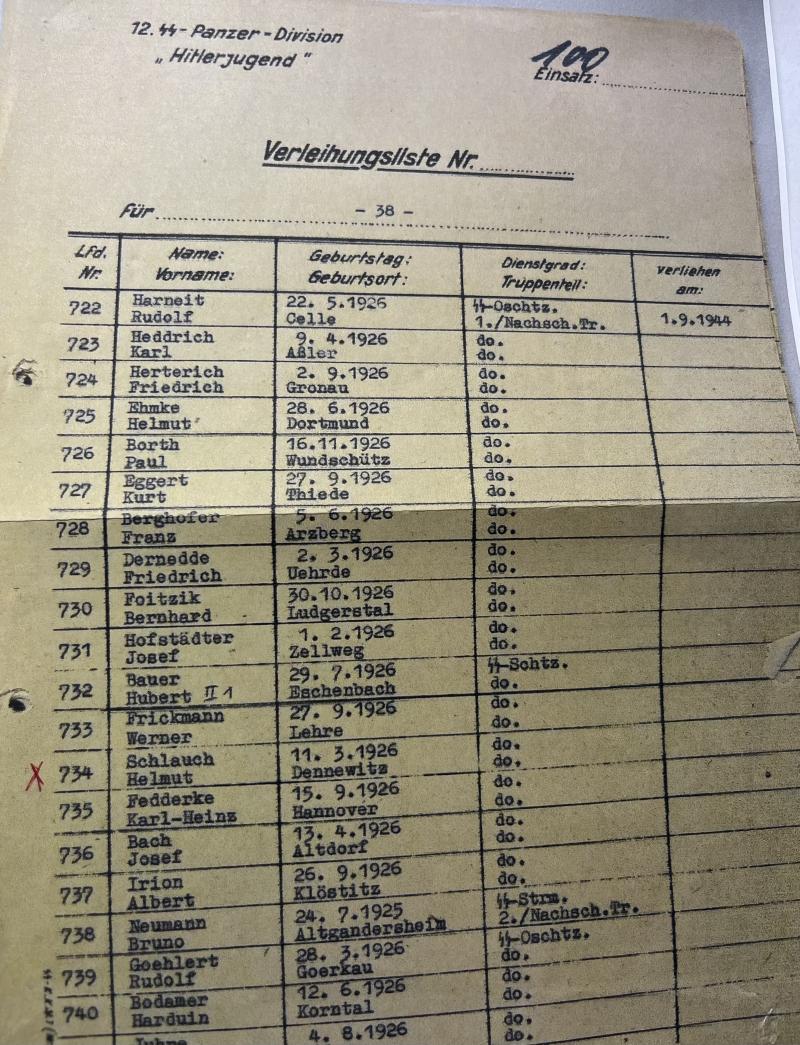 12. SS-Panzer-Division
„Hitlerjugend"
100
Einsatz:
Verleihungsliste Nr.
Für - 38 -
Lfd. Nr. Name: Vorname: Geburtstag: Geburtsort: Dienstgrad: Truppenteil: verliehen am:
722 Harneit 22. 5.1926 SS-Oschtz.
Rudolf Celle 1./Nachsch.Tr. 1.9.1944
723 Heddrich 9. 4.1926 do.
Karl Aßler do.
724 Herterich 2. 9.1926 do.
Friedrich Gronau do.
725 Ehmke 28. 6.1926 do.
Helmut Dortmund do.
726 Borth 16.11.1926 do.
Paul Wundschütz do.
727 Eggert 27. 9.1926 do.
Kurt Thiede do.
728 Berghofer 5. 6.1926 do.
Franz Arzberg do.
729 Dernedde 2. 3.1926 do.
Friedrich Uehrde do.
730 Foitzik 30.10.1926 do.
Bernhard Ludgerstal do.
731 Hofstädter 1. 2.1926 do.
Josef Zellweg do.
732 Bauer 29. 7.1926 SS-Schtz.
Hubert II 1 Eschenbach do.
733 Frickmann 27. 9.1926 do.
Werner Lehre do.
X 734 Schlauch 11. 3.1926 do.
Helmut Dennewitz do.
735 Fedderke 15. 9.1926 do.
Karl-Heinz Hannover do.
736 Bach 13. 4.1926 do.
Josef Altdorf do.
737 Irion 26. 9.1926 do.
Albert Klöstitz do.
738 Neumann 24. 7.1925 SS-Strm.
Bruno Altgandersheim 2./Nachsch.Tr.
739 Goehlert 28. 3.1926 SS-Oschtz.
Rudolf Goerkau do.
740 Bodamer 12. 6.1926 do.
Harduin Korntal do.
4. 8.1926 do.
do.